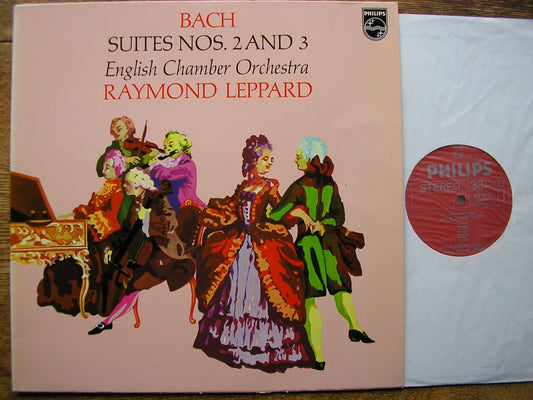 BACH
PHILIPS
SUITES NOS. 2 AND 3
English Chamber Orchestra
RAYMOND LEPPARD
PHILIPS
STEREO 33⅓